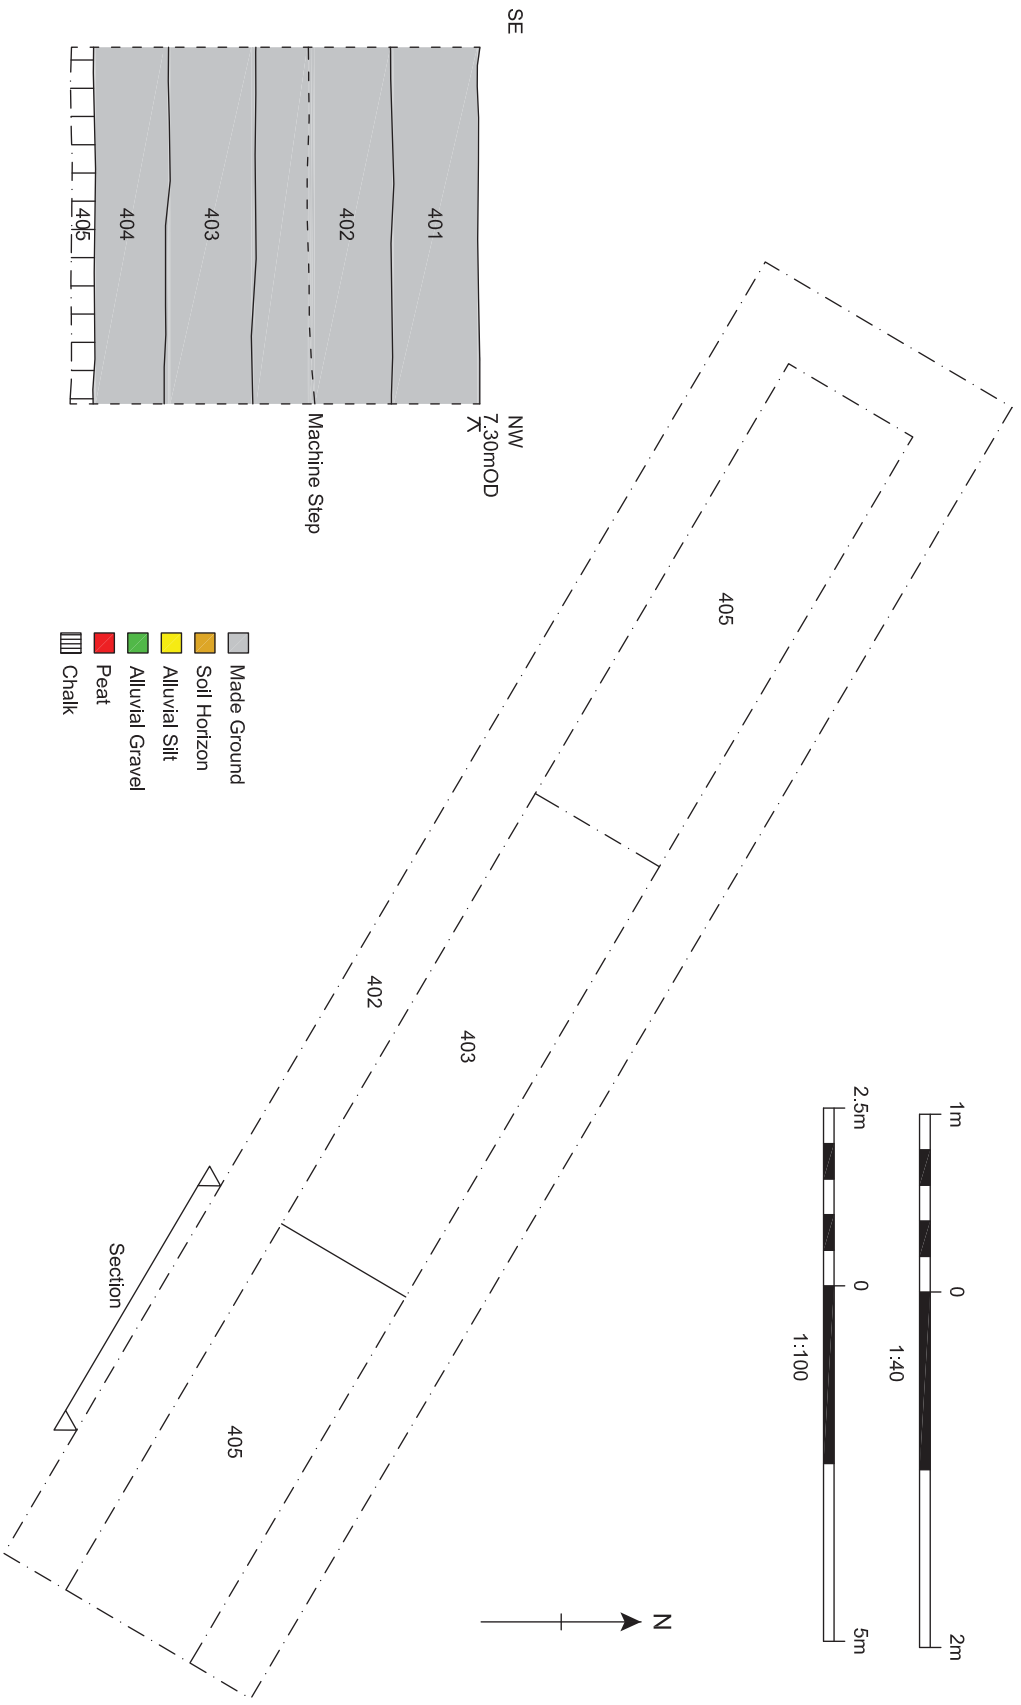 SE
NW
7.30mOD
401
402
403
404
405
Machine Step
Made Ground
Soil Horizon
Alluvial Silt
Alluvial Gravel
Peat
Chalk
405
403
402
405
Section
1m
0
2m
1:40
2.5m
0
5m
1:100
N